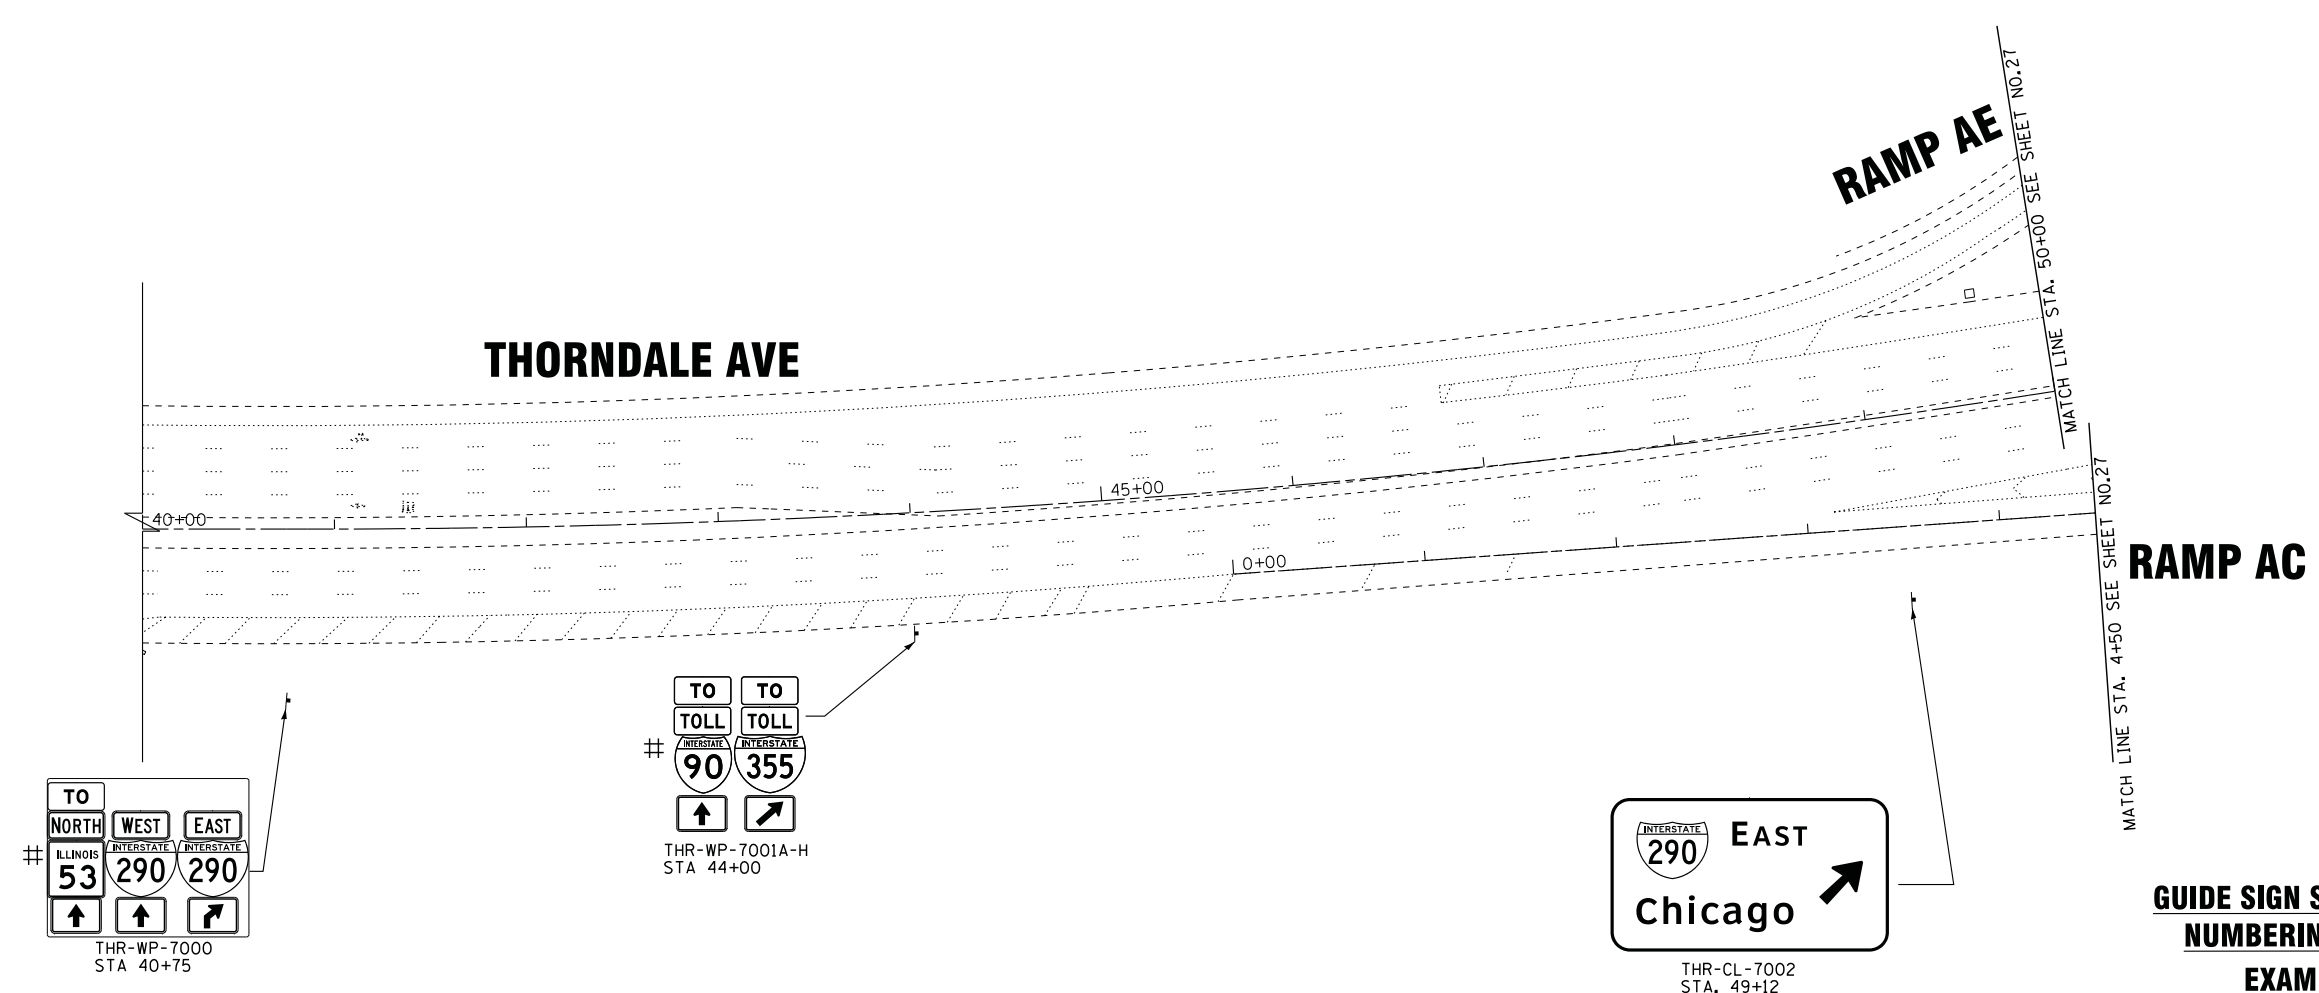 RAMP AE
MATCH LINE STA. 50+00 SEE SHEET NO.27
THORNDALE AVE
40+00
45+00
0+00
MATCH LINE STA. 4+50 SEE SHEET NO.27
RAMP AC
TO
NORTH WEST EAST
ILLINOIS INTERSTATE INTERSTATE
# 53 290 290
THR-WP-7000
STA 40+75
TO TO
TOLL TOLL
INTERSTATE INTERSTATE
# 90 355
THR-WP-7001A-H
STA 44+00
INTERSTATE
290 EAST
Chicago
THR-CL-7002
STA. 49+12
GUIDE SIGN